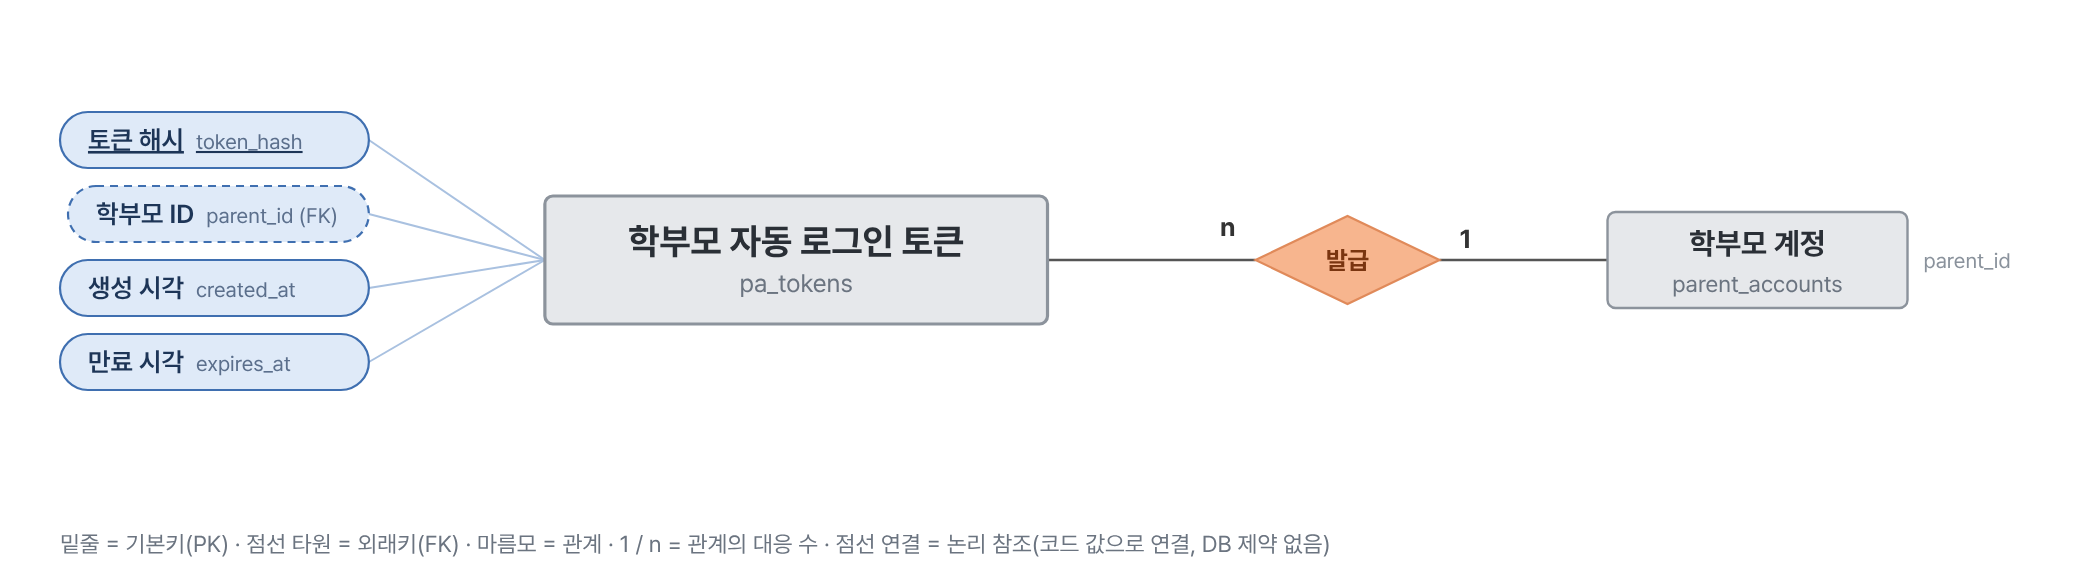 토큰 해시 token_hash
학부모 ID parent_id (FK)
생성 시각 created_at
만료 시각 expires_at
학부모 자동 로그인 토큰
pa_tokens
n
발급
1
학부모 계정
parent_accounts
parent_id
밑줄 = 기본키(PK) · 점선 타원 = 외래키(FK) · 마름모 = 관계 · 1 / n = 관계의 대응 수 · 점선 연결 = 논리 참조(코드 값으로 연결, DB 제약 없음)